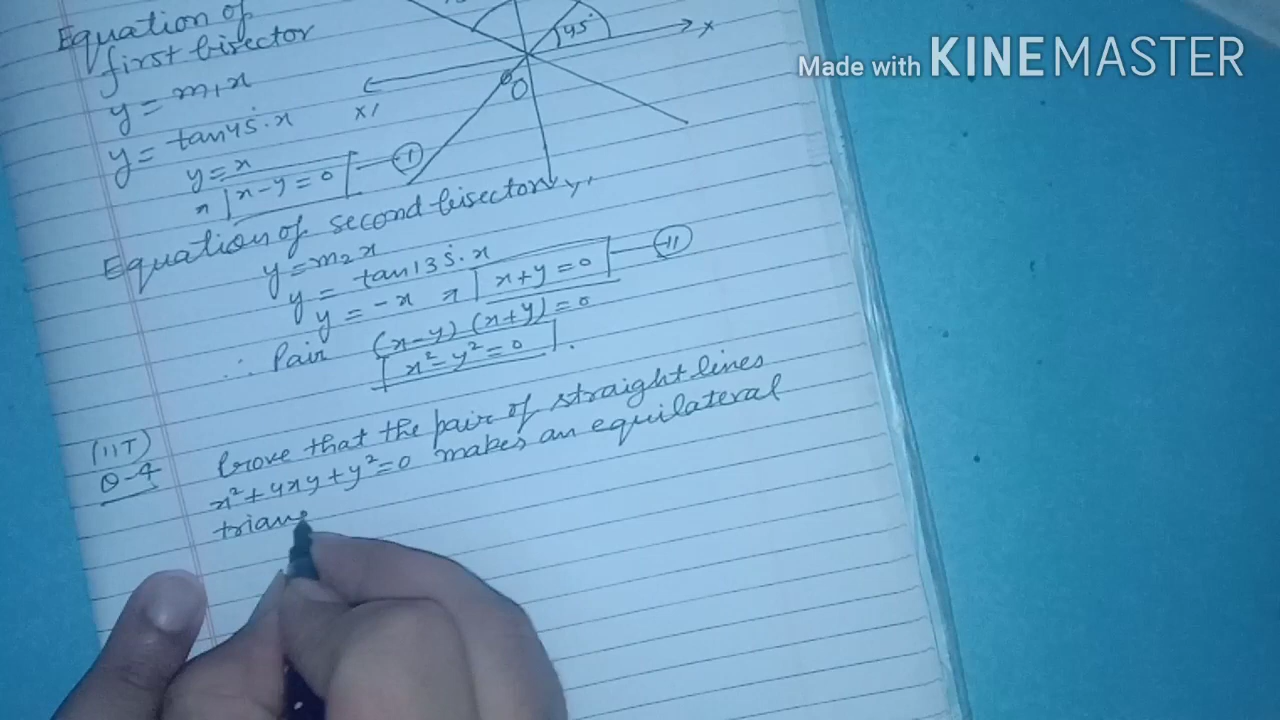 Equation of
first bisector
y = m₁x
y = tan45°.x
y = x
x - y = 0 — I
45°
x
x'
O
y'
Equation of second bisector
y = m₂x
y = tan135°.x
y = -x ⇒ x+y = 0 — II
∴ Pair (x-y) (x+y) = 0
x² - y² = 0
(IIT)
Q-4 Prove that the pair of straight lines
x² + 4xy + y² = 0 makes an equilateral
trian
Made with KINEMASTER